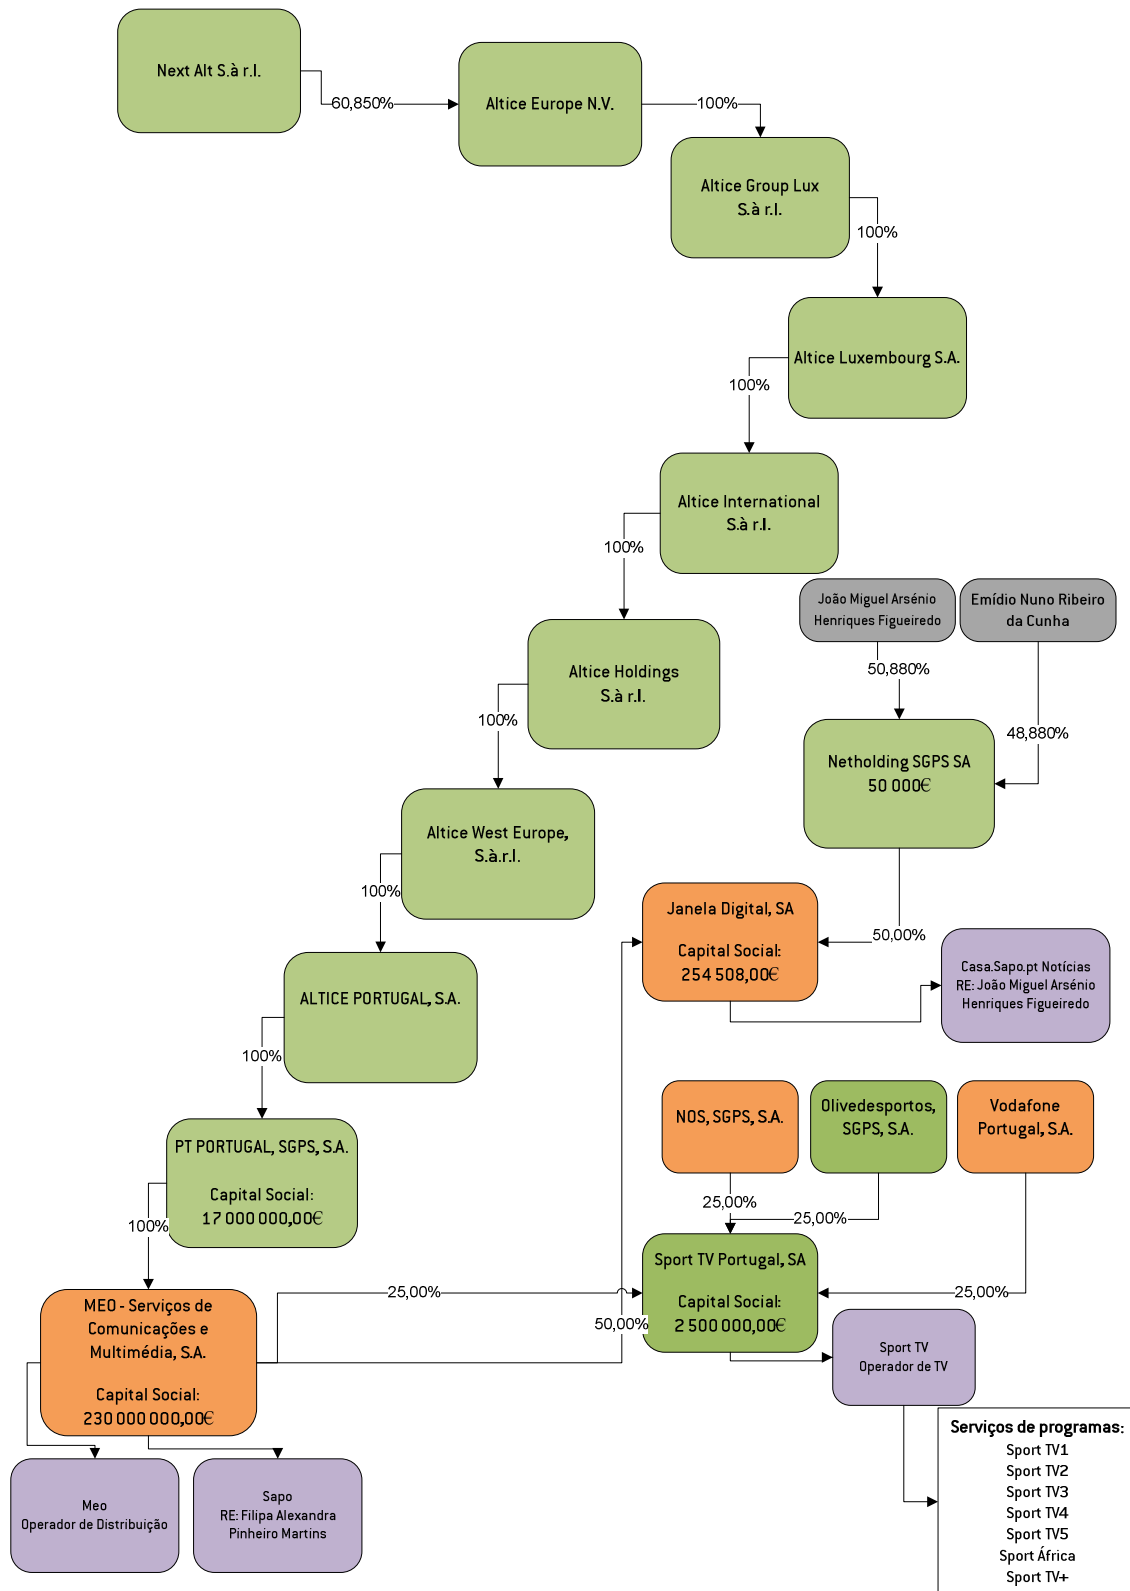 Next Alt S.à r.l.
60,850%
Altice Europe N.V.
100%
Altice Group Lux
S.à r.l.
100%
Altice Luxembourg S.A.
100%
Altice International
S.à r.l.
100%
João Miguel Arsénio
Henriques Figueiredo
Emídio Nuno Ribeiro
da Cunha
50,880%
48,880%
Altice Holdings
S.à r.l.
100%
Netholding SGPS SA
50 000€
Altice West Europe,
S.à.r.l.
100%
50,00%
Janela Digital, SA
Capital Social:
254 508,00€
Casa.Sapo.pt Notícias
RE: João Miguel Arsénio
Henriques Figueiredo
ALTICE PORTUGAL, S.A.
100%
NOS, SGPS, S.A.
Olivedesportos,
SGPS, S.A.
Vodafone
Portugal, S.A.
PT PORTUGAL, SGPS, S.A.
Capital Social:
17 000 000,00€
100%
25,00%
25,00%
25,00%
25,00%
50,00%
Sport TV Portugal, SA
Capital Social:
2 500 000,00€
MEO - Serviços de
Comunicações e
Multimédia, S.A.
Capital Social:
230 000 000,00€
Sport TV
Operador de TV
Meo
Operador de Distribuição
Sapo
RE: Filipa Alexandra
Pinheiro Martins
Serviços de programas:
Sport TV1
Sport TV2
Sport TV3
Sport TV4
Sport TV5
Sport África
Sport TV+